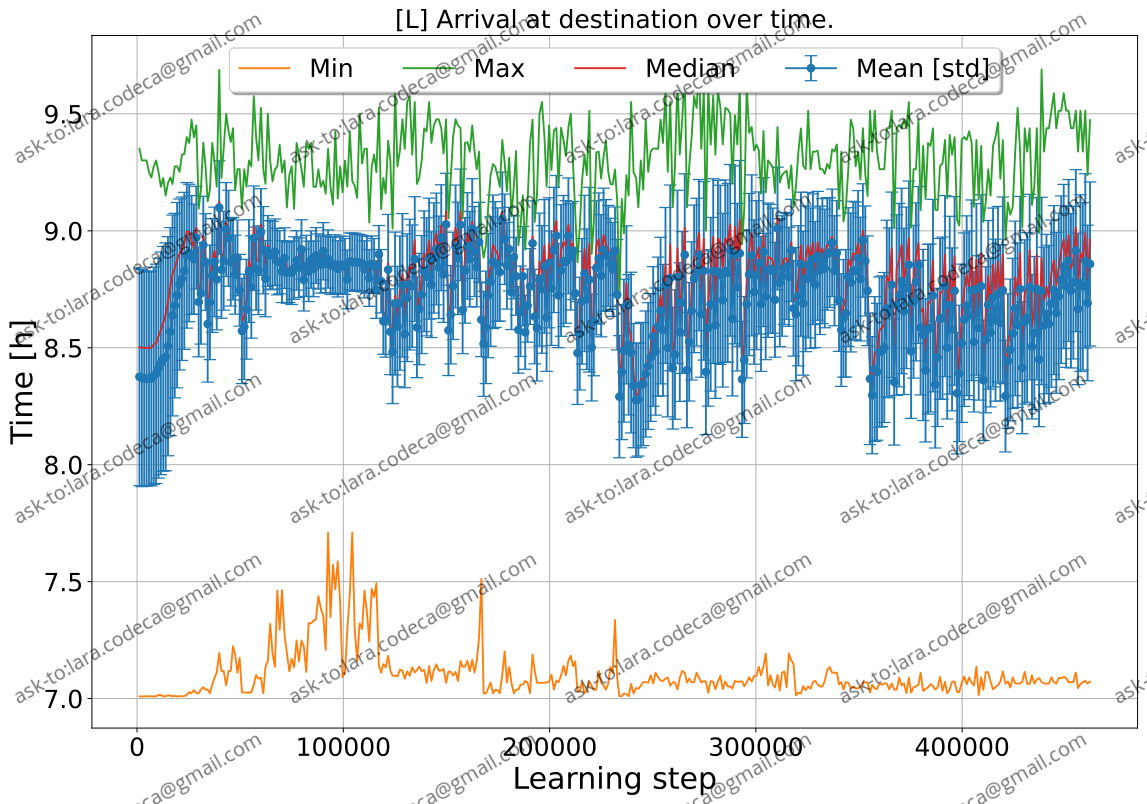 [L] Arrival at destination over time.
Min Max Median Mean [std]
9.5
9.0
8.5
8.0
7.5
7.0
Time [h]
0 100000 200000 300000 400000
Learning step
ask-to:lara.codeca@gmail.com